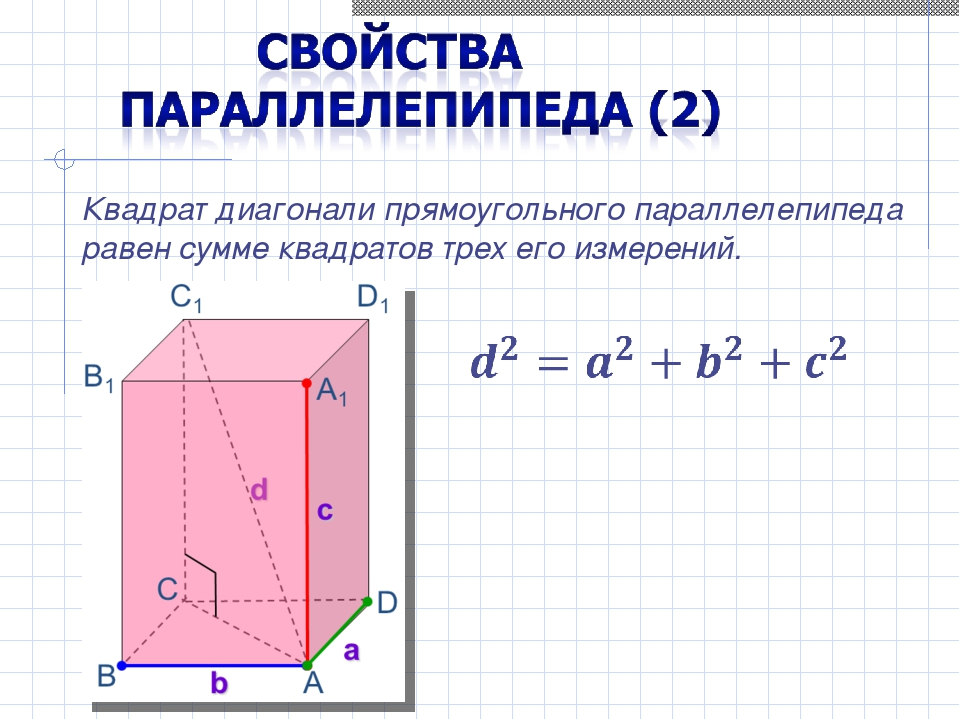 СВОЙСТВА
ПАРАЛЛЕЛЕПИПЕДА (2)
Квадрат диагонали прямоугольного параллелепипеда
равен сумме квадратов трех его измерений.
C₁ D₁
d² = a² + b² + c²
B₁ A₁
d
c
C D
a
B b A